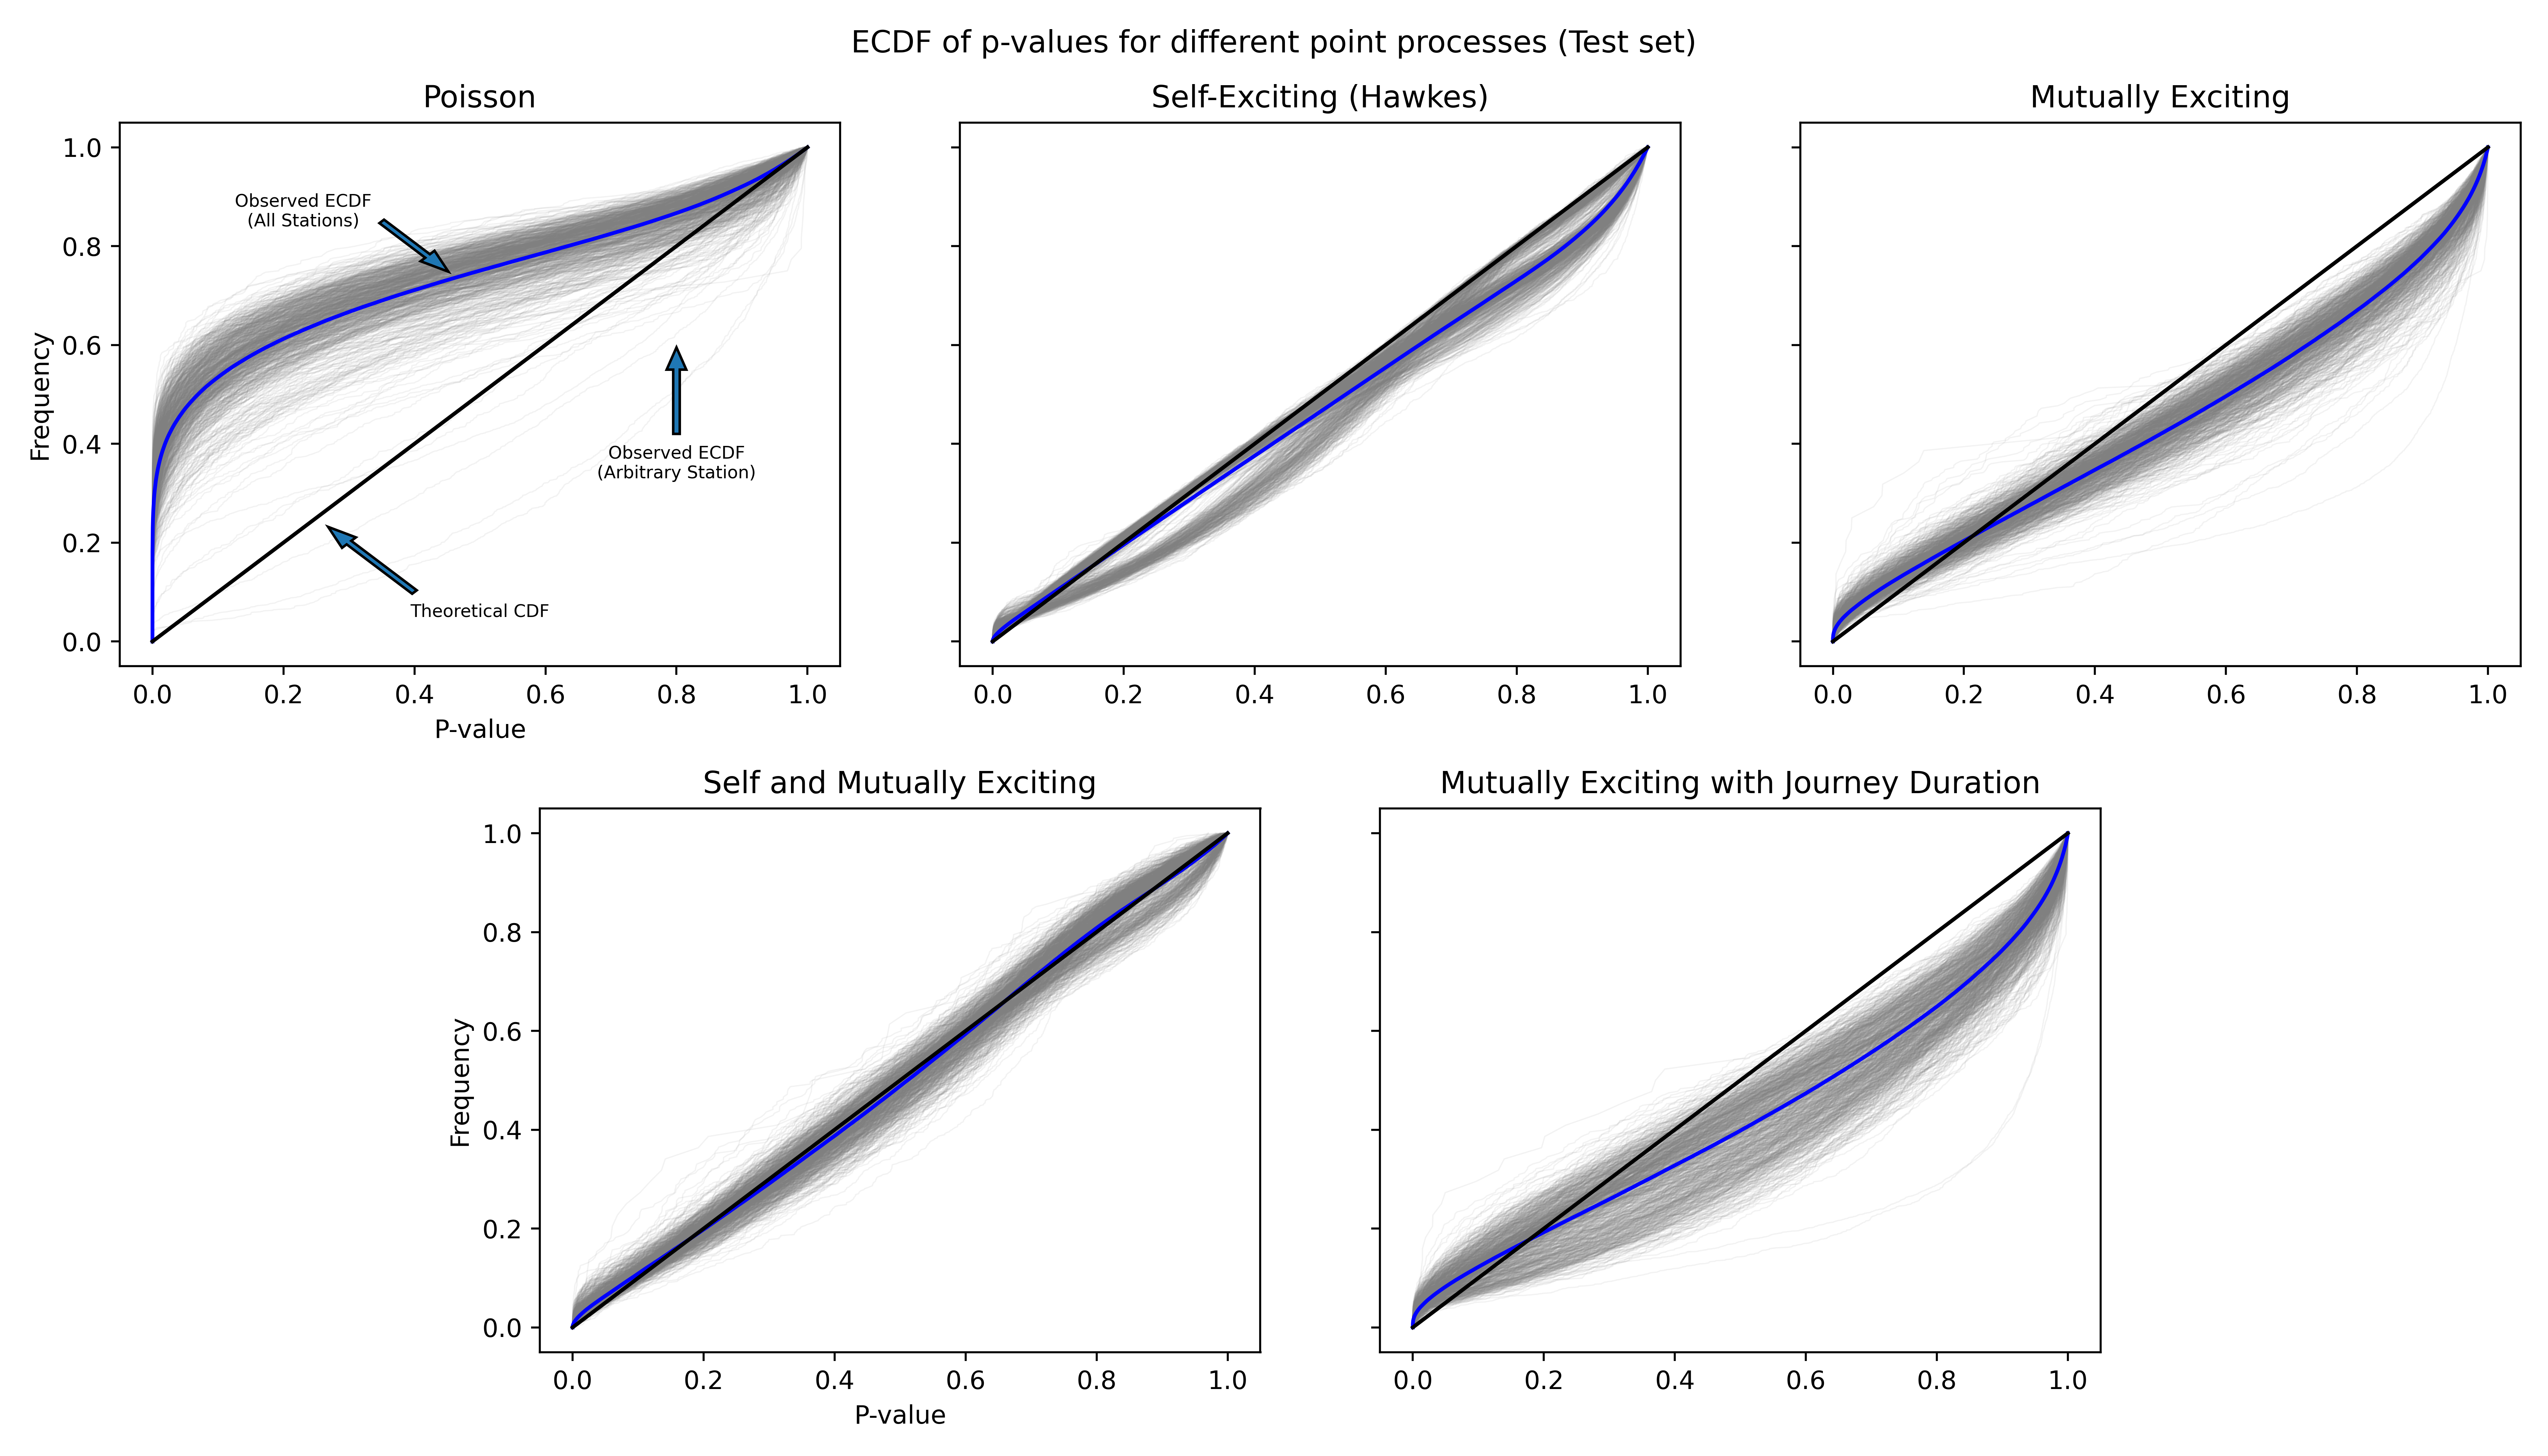 ECDF of p-values for different point processes (Test set)
Poisson
Self-Exciting (Hawkes)
Mutually Exciting
Frequency
1.0
0.8
0.6
0.4
0.2
0.0
Observed ECDF
(All Stations)
Observed ECDF
(Arbitrary Station)
Theoretical CDF
0.0 0.2 0.4 0.6 0.8 1.0
P-value
0.0 0.2 0.4 0.6 0.8 1.0
0.0 0.2 0.4 0.6 0.8 1.0
Self and Mutually Exciting
Mutually Exciting with Journey Duration
Frequency
1.0
0.8
0.6
0.4
0.2
0.0
0.0 0.2 0.4 0.6 0.8 1.0
P-value
0.0 0.2 0.4 0.6 0.8 1.0